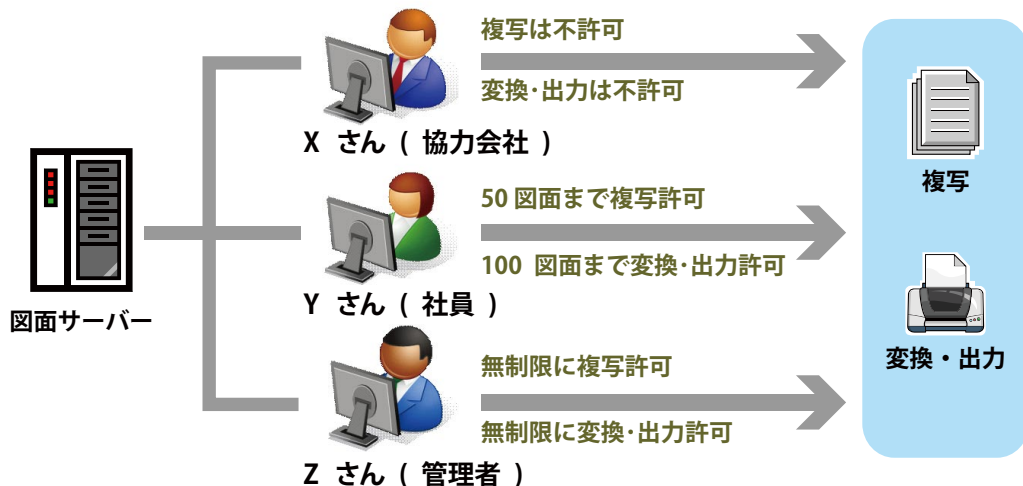 複写は不許可
変換・出力は不許可
X さん ( 協力会社 )
50 図面まで複写許可
100 図面まで変換・出力許可
Y さん ( 社員 )
無制限に複写許可
無制限に変換・出力許可
Z さん ( 管理者 )
図面サーバー
複写
変換・出力